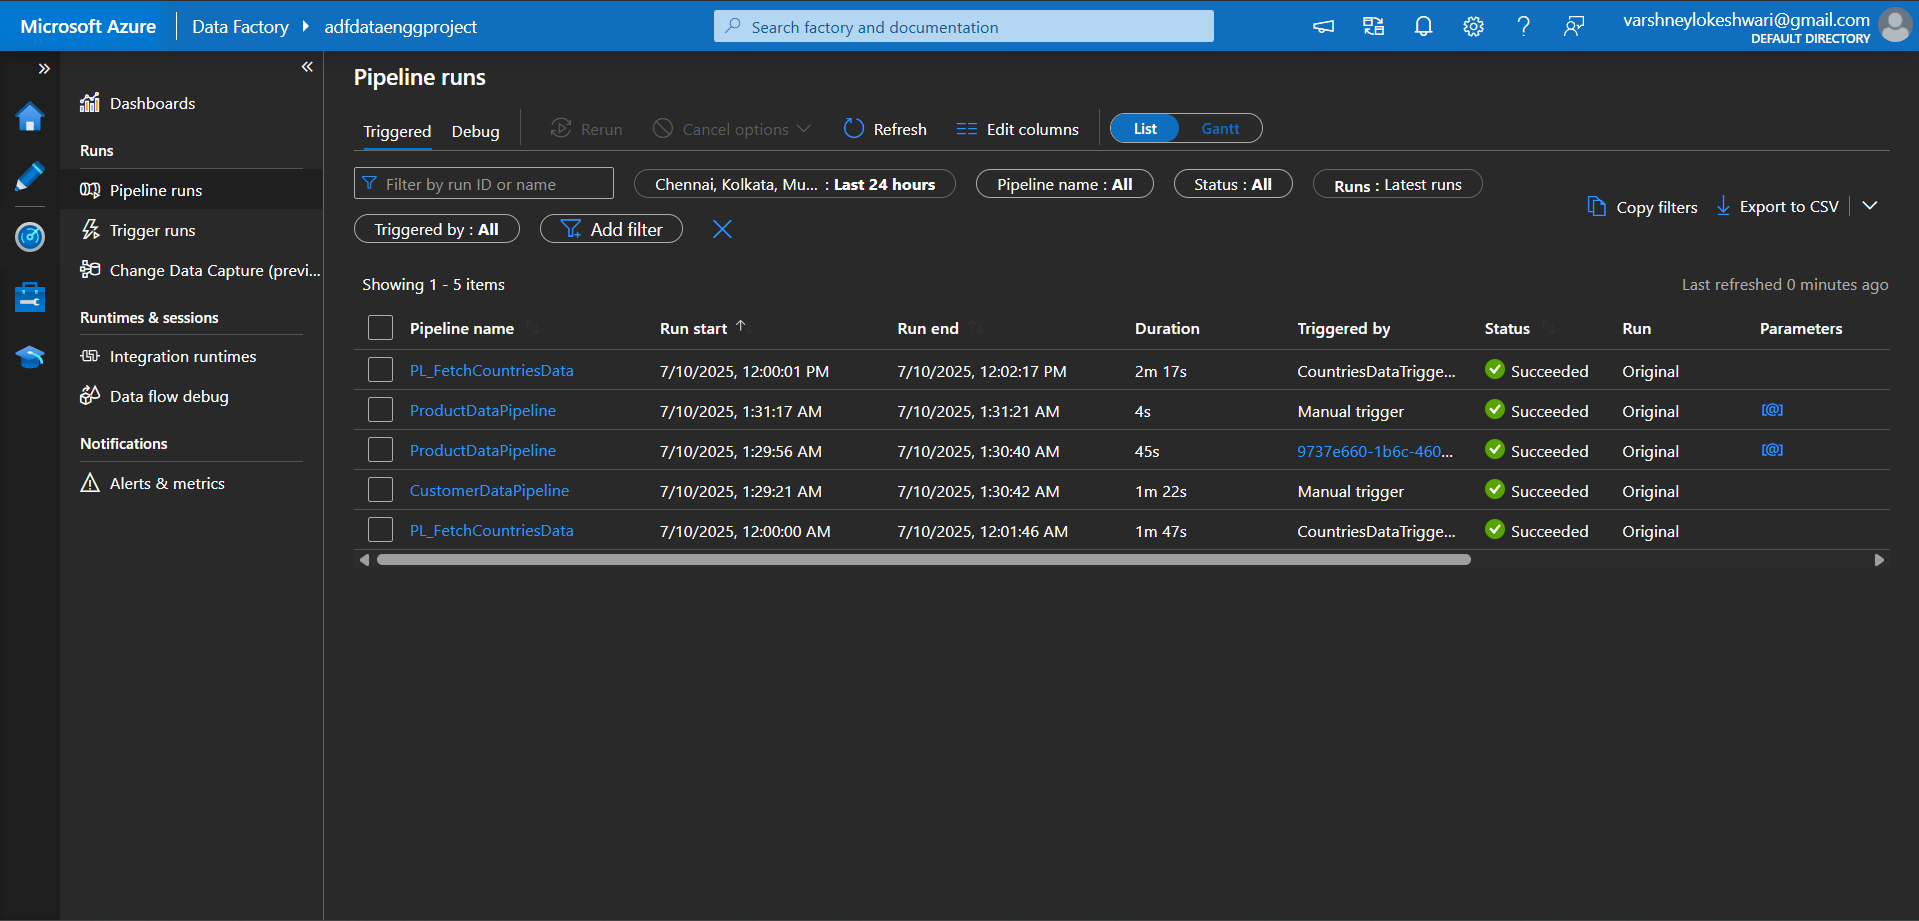 Microsoft Azure
Data Factory
adfdataenggproject
Search factory and documentation
varshneylokeshwari@gmail.com
DEFAULT DIRECTORY
Dashboards
Runs
Pipeline runs
Trigger runs
Change Data Capture (previ...
Runtimes & sessions
Integration runtimes
Data flow debug
Notifications
Alerts & metrics
Pipeline runs
Triggered Debug Rerun Cancel options Refresh Edit columns List Gantt
Filter by run ID or name Chennai, Kolkata, Mu... : Last 24 hours Pipeline name : All Status : All Runs : Latest runs
Triggered by : All Add filter
Copy filters Export to CSV
Showing 1 - 5 items
Last refreshed 0 minutes ago
Pipeline name Run start Run end Duration Triggered by Status Run Parameters
PL_FetchCountriesData 7/10/2025, 12:00:01 PM 7/10/2025, 12:02:17 PM 2m 17s CountriesDataTrigge... Succeeded Original
ProductDataPipeline 7/10/2025, 1:31:17 AM 7/10/2025, 1:31:21 AM 4s Manual trigger Succeeded Original [@]
ProductDataPipeline 7/10/2025, 1:29:56 AM 7/10/2025, 1:30:40 AM 45s 9737e660-1b6c-460... Succeeded Original [@]
CustomerDataPipeline 7/10/2025, 1:29:21 AM 7/10/2025, 1:30:42 AM 1m 22s Manual trigger Succeeded Original
PL_FetchCountriesData 7/10/2025, 12:00:00 AM 7/10/2025, 12:01:46 AM 1m 47s CountriesDataTrigge... Succeeded Original